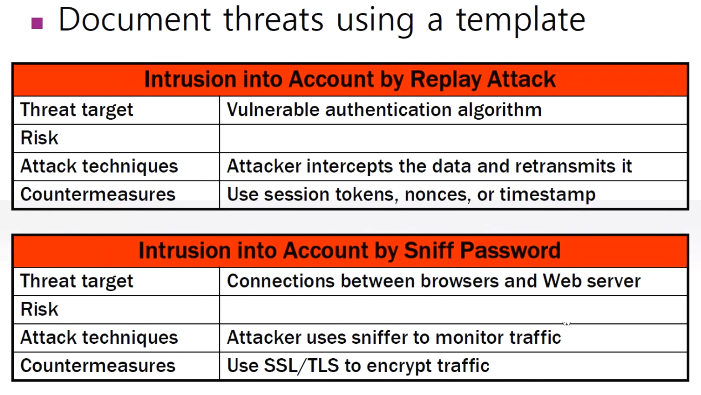 Document threats using a template
Intrusion into Account by Replay Attack
Threat target Vulnerable authentication algorithm
Risk
Attack techniques Attacker intercepts the data and retransmits it
Countermeasures Use session tokens, nonces, or timestamp
Intrusion into Account by Sniff Password
Threat target Connections between browsers and Web server
Risk
Attack techniques Attacker uses sniffer to monitor traffic
Countermeasures Use SSL/TLS to encrypt traffic